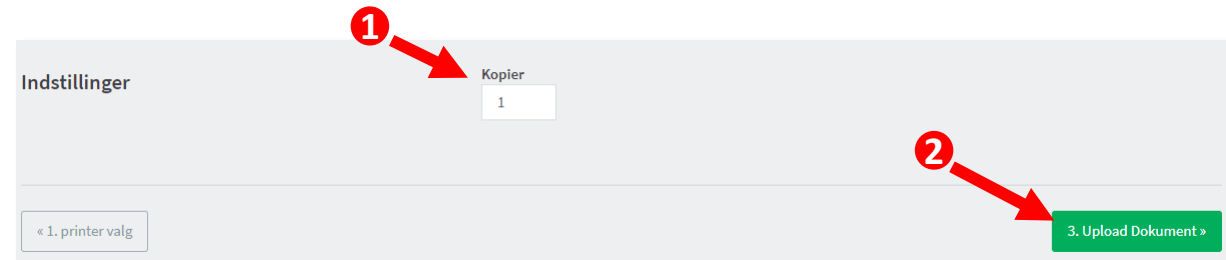 1
Kopier
Indstillinger
1
2
« 1. printer valg
3. Upload Dokument »